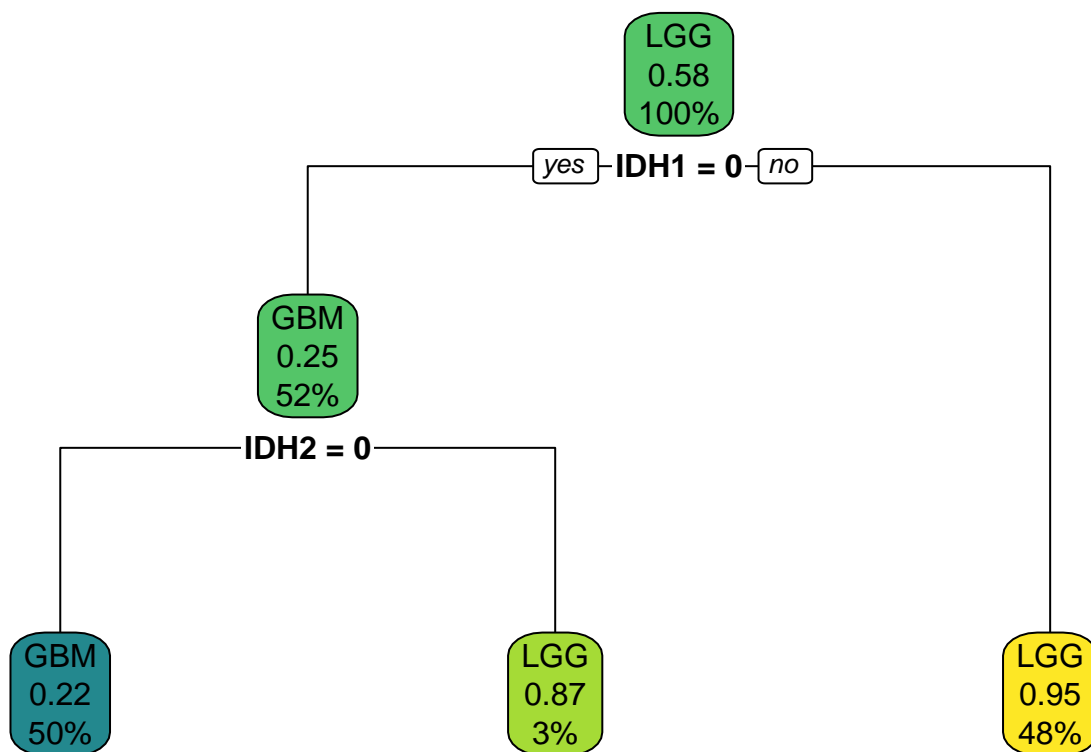 LGG
0.58
100%
yes IDH1 = 0 no
GBM
0.25
52%
IDH2 = 0
GBM
0.22
50%
LGG
0.87
3%
LGG
0.95
48%